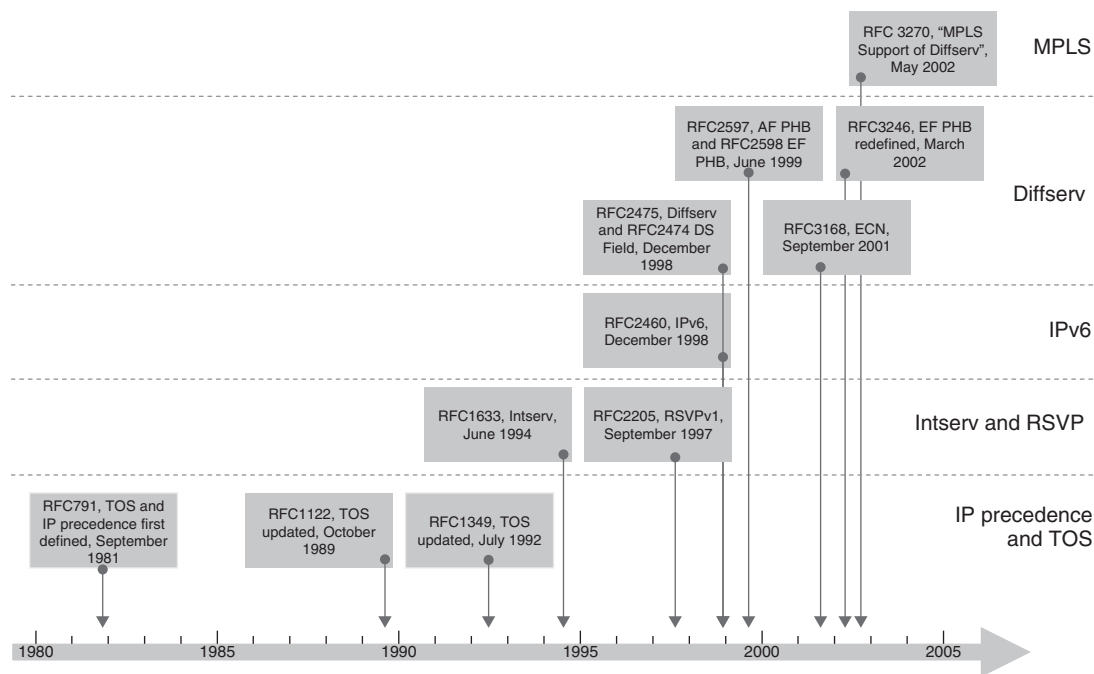 RFC 3270, “MPLS
Support of Diffserv”,
May 2002
MPLS
RFC2597, AF PHB
and RFC2598 EF
PHB, June 1999
RFC3246, EF PHB
redefined, March
2002
Diffserv
RFC2475, Diffserv
and RFC2474 DS
Field, December
1998
RFC3168, ECN,
September 2001
RFC2460, IPv6,
December 1998
IPv6
RFC1633, Intserv,
June 1994
RFC2205, RSVPv1,
September 1997
Intserv and RSVP
RFC791, TOS and
IP precedence first
defined, September
1981
RFC1122, TOS
updated, October
1989
RFC1349, TOS
updated, July 1992
IP precedence
and TOS
1980 1985 1990 1995 2000 2005